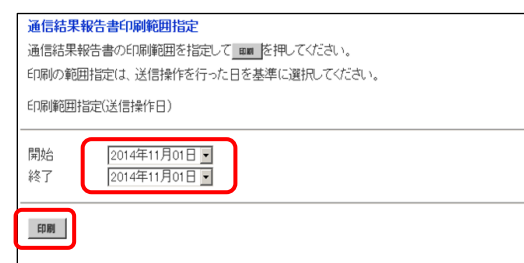 通信結果報告書印刷範囲指定
通信結果報告書の印刷範囲を指定して 印刷 を押してください。
印刷の範囲指定は、送信操作を行った日を基準に選択してください。
印刷範囲指定(送信操作日)
開始 2014年11月01日
終了 2014年11月01日
印刷